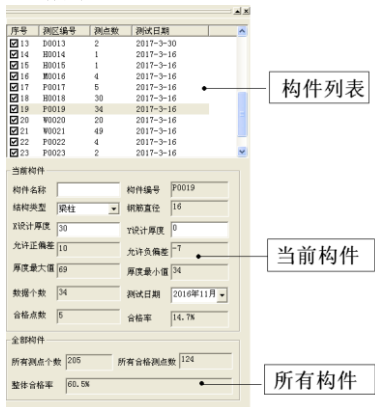 序号 测区编号 测点数 测试日期
13 D0013 2 2017-3-30
14 H0014 1 2017-3-16
15 H0015 1 2017-3-16
16 M0016 4 2017-3-16
17 P0017 5 2017-3-16
18 H0018 30 2017-3-16
19 P0019 34 2017-3-16
20 W0020 20 2017-3-16
21 W0021 49 2017-3-16
22 P0022 4 2017-3-16
23 P0023 2 2017-3-16
构件列表
当前构件
构件名称 构件编号 P0019
结构类型 梁柱 钢筋直径 16
X设计厚度 30 Y设计厚度 0
允许正偏差 10 允许负偏差 -7
当前构件
厚度最大值 69 厚度最小值 34
数据个数 34 测试日期 2016年11月
合格点数 5 合格率 14.7%
全部构件
所有测点个数 205 所有合格测点数 124
整体合格率 60.5%
所有构件